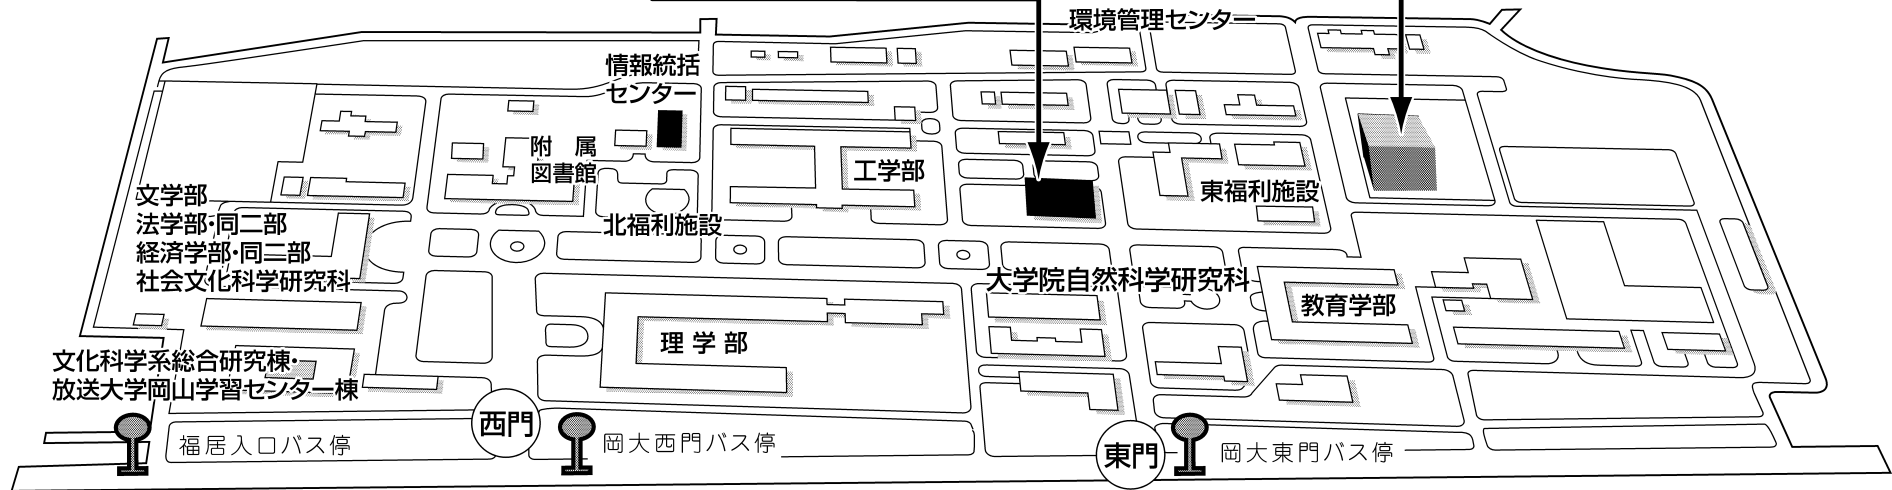 環境管理センター
情報統括
センター
附　属
図書館
工学部
東福利施設
文学部
法学部・同二部
経済学部・同二部
社会文化科学研究科
北福利施設
大学院自然科学研究科
教育学部
理 学 部
文化科学系総合研究棟・
放送大学岡山学習センター棟
西門
福居入口バス停
岡大西門バス停
東門
岡大東門バス停